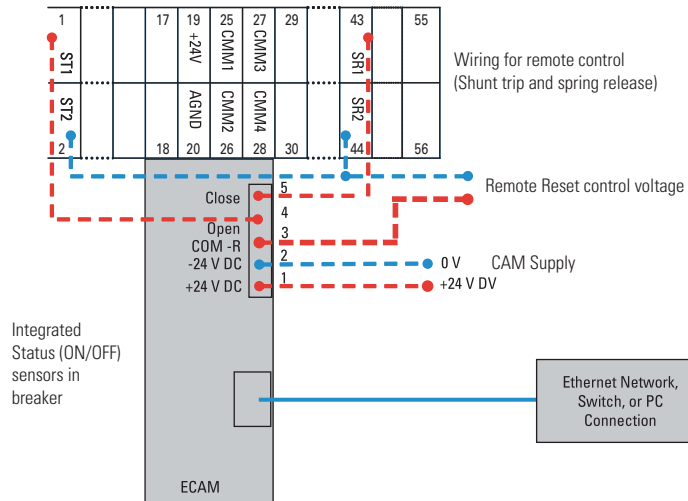 1 17 19 25 27 29 43 55
ST1 +24V CMM1 CMM3 SR1
ST2 AGND CMM2 CMM4 SR2
2 18 20 26 28 30 44 56
Wiring for remote control
(Shunt trip and spring release)
Remote Reset control voltage
Close 5
4
Open
COM -R 3
-24 V DC 2 0 V CAM Supply
+24 V DC 1 +24 V DV
Integrated
Status (ON/OFF)
sensors in
breaker
Ethernet Network,
Switch, or PC
Connection
ECAM